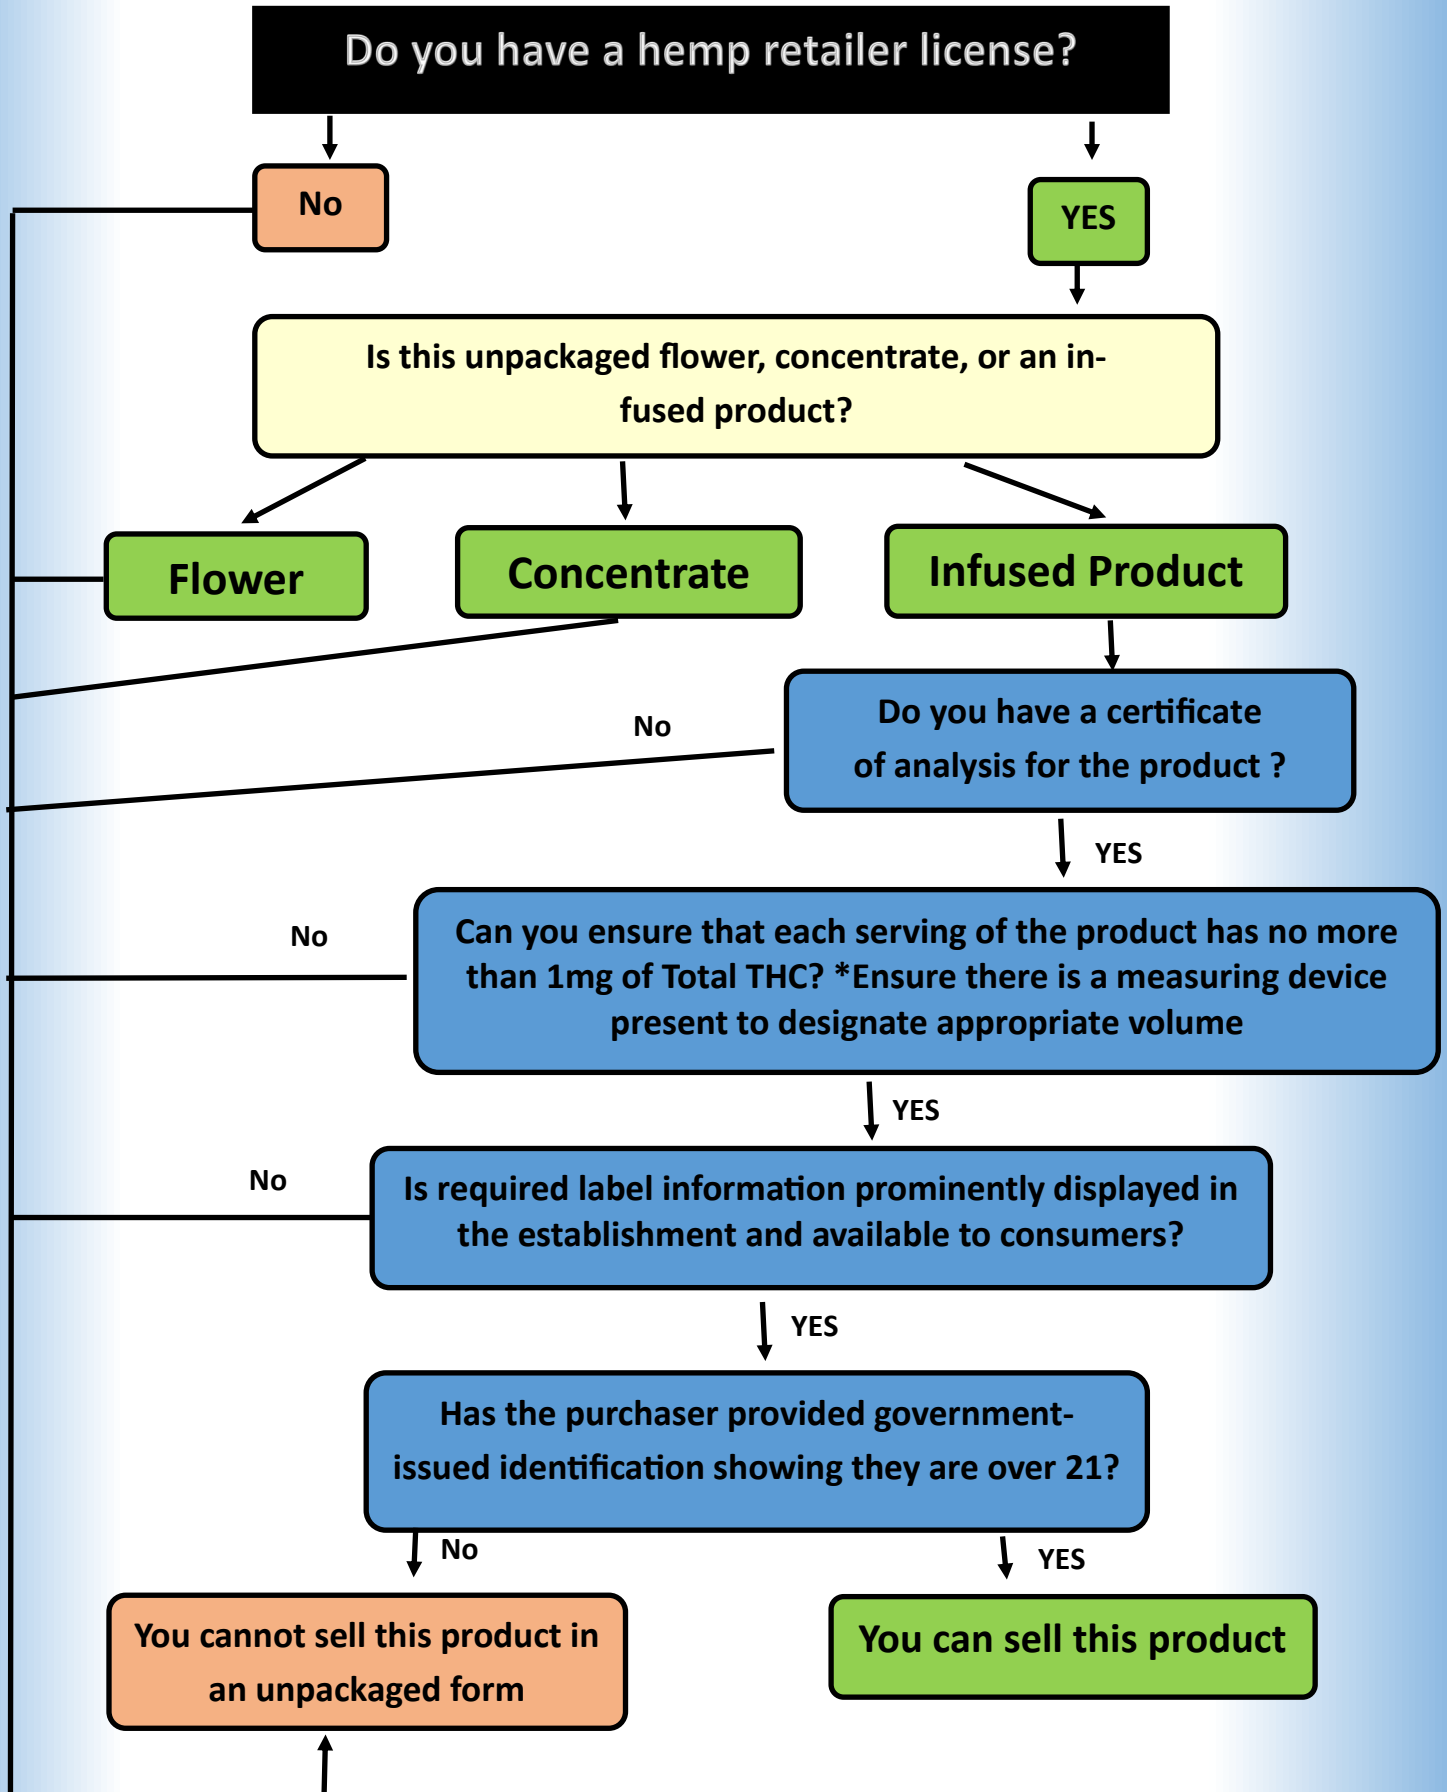 Do you have a hemp retailer license?
No
YES
Is this unpackaged flower, concentrate, or an in-
fused product?
Flower
Concentrate
Infused Product
Do you have a certificate
of analysis for the product ?
No
YES
Can you ensure that each serving of the product has no more
than 1mg of Total THC? *Ensure there is a measuring device
present to designate appropriate volume
No
YES
Is required label information prominently displayed in
the establishment and available to consumers?
No
YES
Has the purchaser provided government-
issued identification showing they are over 21?
No
YES
You cannot sell this product in
an unpackaged form
You can sell this product